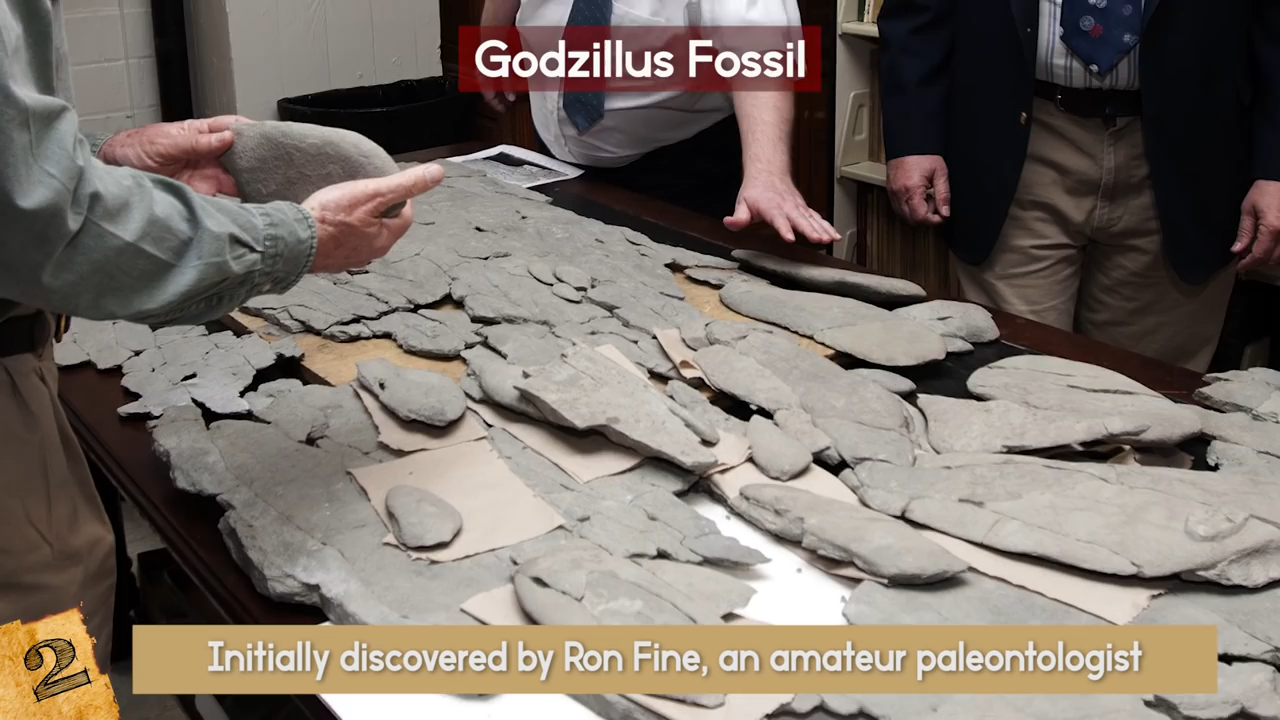 Godzillus Fossil
Initially discovered by Ron Fine, an amateur paleontologist
2